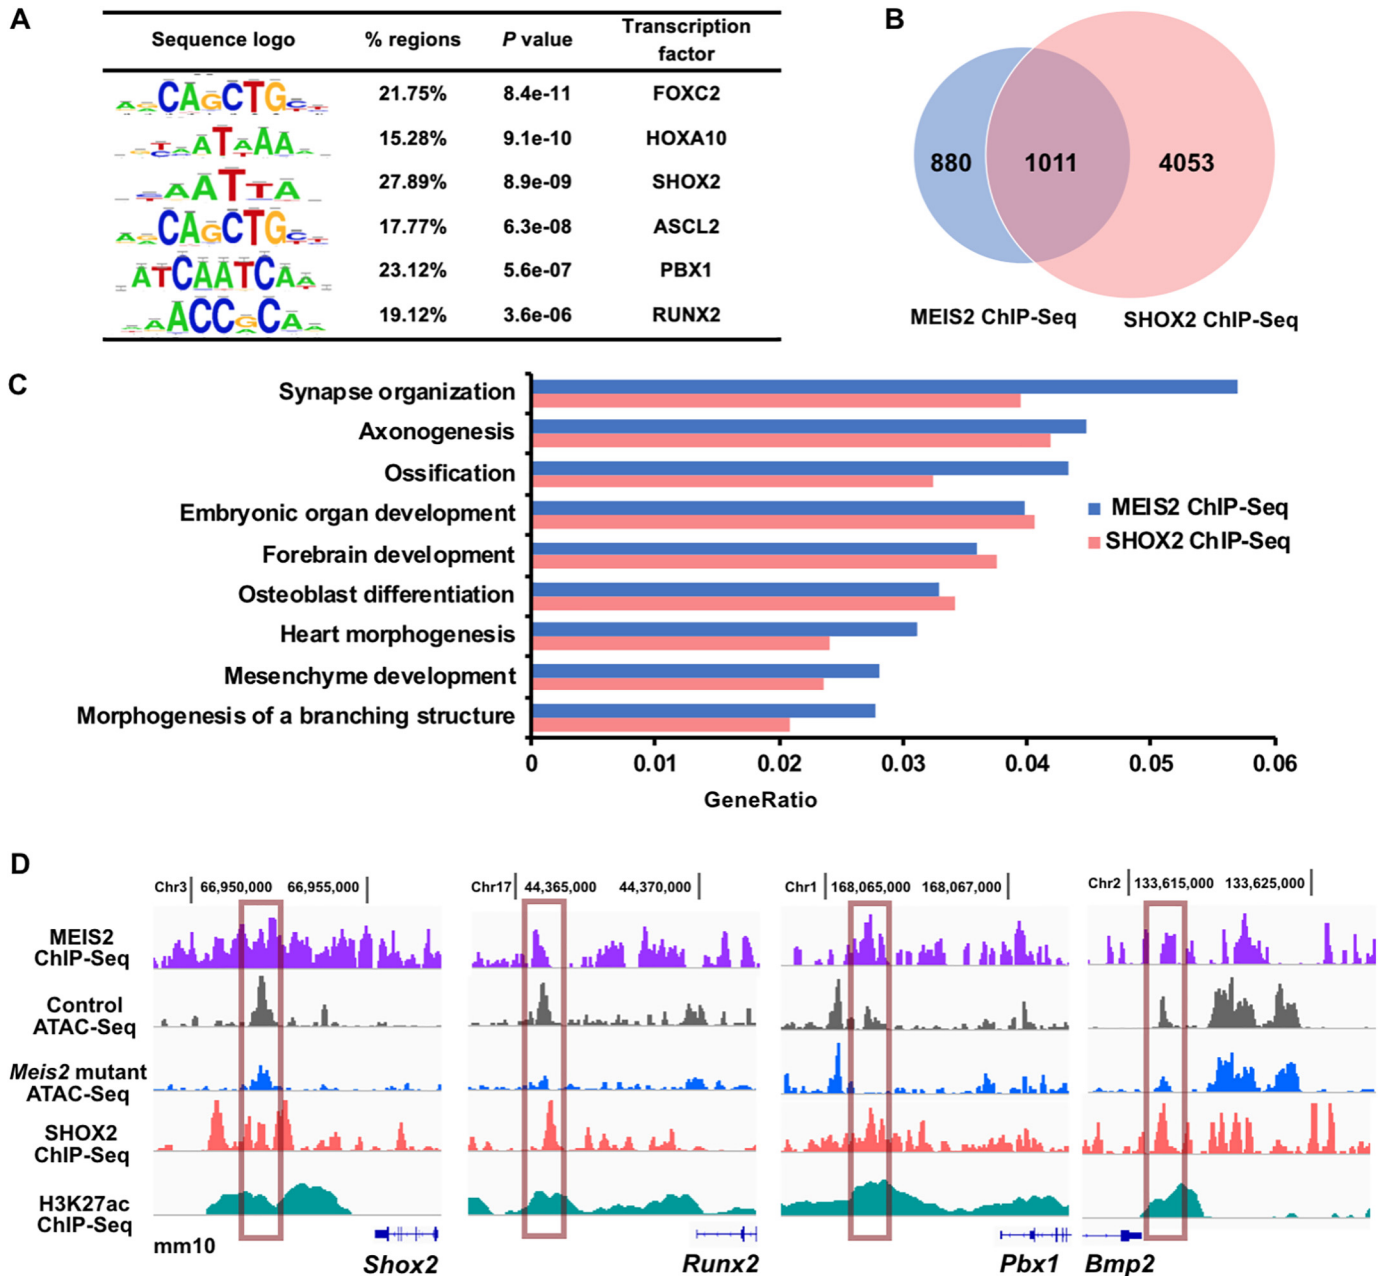 A
Sequence logo % regions P value Transcription factor
CAGCTG 21.75% 8.4e-11 FOXC2
ATAAA 15.28% 9.1e-10 HOXA10
AATTA 27.89% 8.9e-09 SHOX2
CAGCTG 17.77% 6.3e-08 ASCL2
ATCAATCA 23.12% 5.6e-07 PBX1
AACCGCA 19.12% 3.6e-06 RUNX2
B
880 1011 4053
MEIS2 ChIP-Seq SHOX2 ChIP-Seq
C
Synapse organization
Axonogenesis
Ossification
Embryonic organ development
Forebrain development
Osteoblast differentiation
Heart morphogenesis
Mesenchyme development
Morphogenesis of a branching structure
MEIS2 ChIP-Seq
SHOX2 ChIP-Seq
0 0.01 0.02 0.03 0.04 0.05 0.06
GeneRatio
D
Chr3 66,950,000 66,955,000 Chr17 44,365,000 44,370,000 Chr1 168,065,000 168,067,000 Chr2 133,615,000 133,625,000
MEIS2
ChIP-Seq
Control
ATAC-Seq
Meis2 mutant
ATAC-Seq
SHOX2
ChIP-Seq
H3K27ac
ChIP-Seq
mm10
Shox2 Runx2 Pbx1 Bmp2